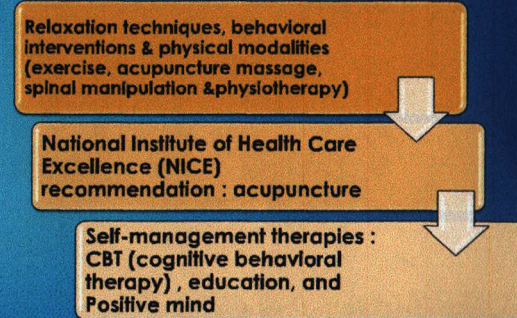 Relaxation techniques, behavioral
interventions & physical modalities
(exercise, acupuncture massage,
spinal manipulation &physiotherapy)
National Institute of Health Care
Excellence (NICE)
recommendation : acupuncture
Self-management therapies :
CBT (cognitive behavioral
therapy) , education, and
Positive mind